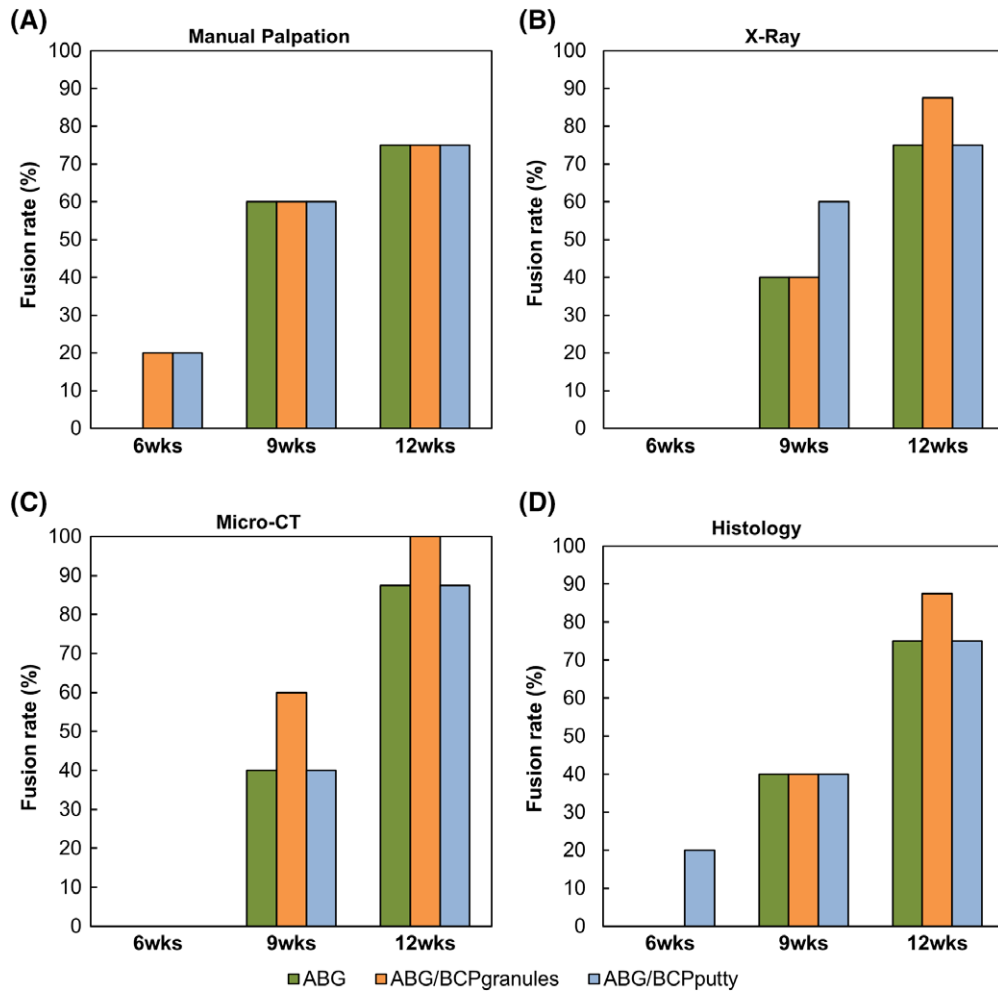 (A)
Manual Palpation
Fusion rate (%)
100
90
80
70
60
50
40
30
20
10
0
6wks 9wks 12wks
(B)
X-Ray
Fusion rate (%)
100
90
80
70
60
50
40
30
20
10
0
6wks 9wks 12wks
(C)
Micro-CT
Fusion rate (%)
100
90
80
70
60
50
40
30
20
10
0
6wks 9wks 12wks
(D)
Histology
Fusion rate (%)
100
90
80
70
60
50
40
30
20
10
0
6wks 9wks 12wks
ABG ABG/BCPgranules ABG/BCPputty